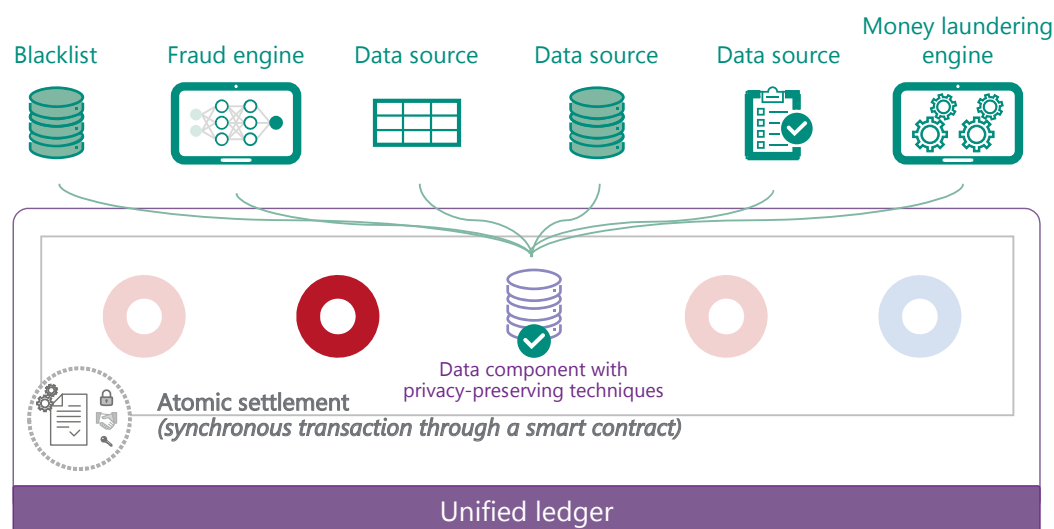 Blacklist
Fraud engine
Data source
Data source
Data source
Money laundering
engine
Data component with
privacy-preserving techniques
Atomic settlement
(synchronous transaction through a smart contract)
Unified ledger